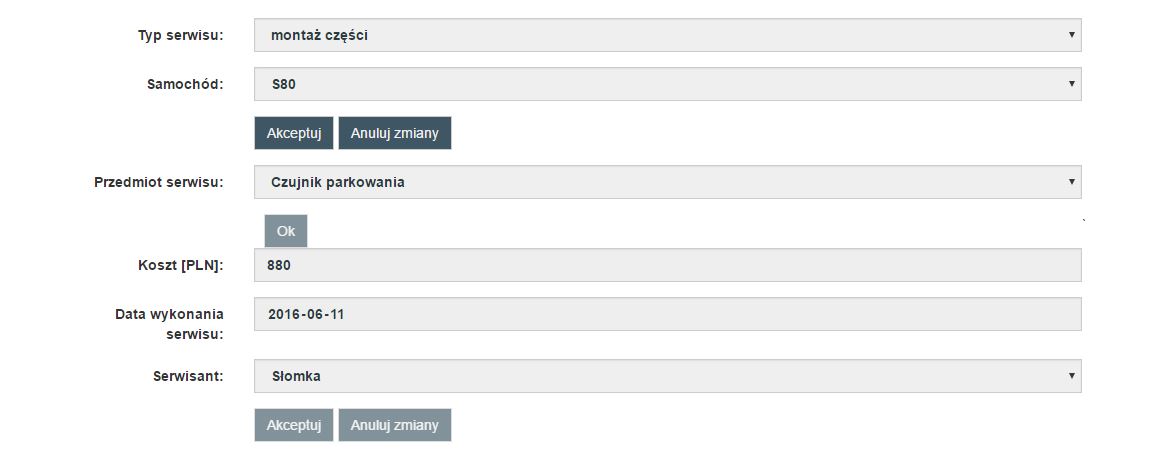 Typ serwisu: montaż części
Samochód: S80
Akceptuj Anuluj zmiany
Przedmiot serwisu: Czujnik parkowania
Ok `
Koszt [PLN]: 880
Data wykonania serwisu: 2016-06-11
Serwisant: Słomka
Akceptuj Anuluj zmiany